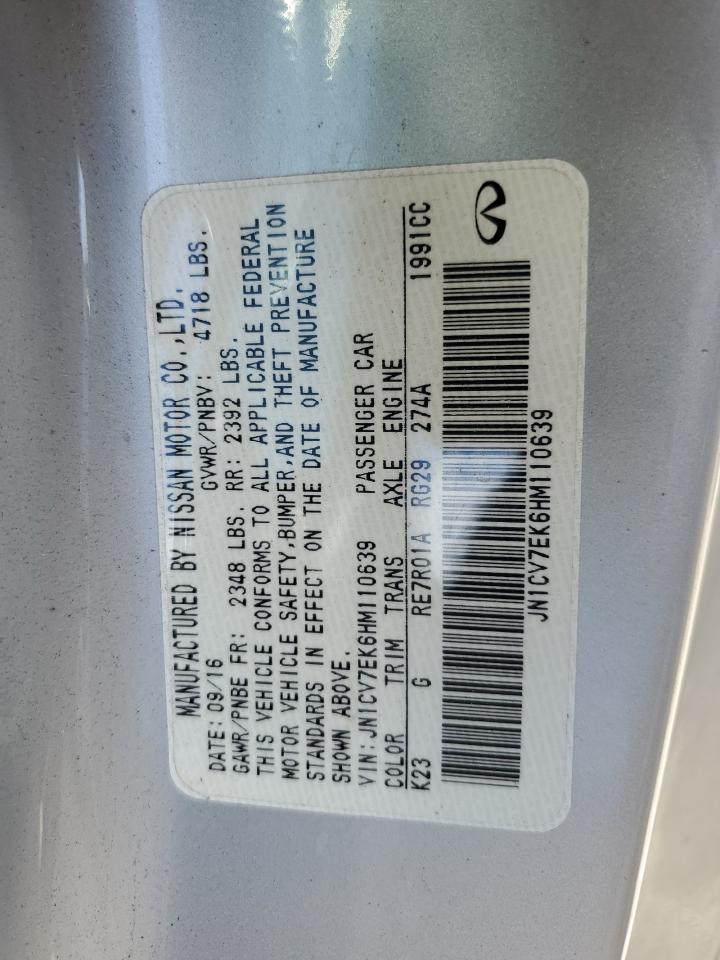 MANUFACTURED BY NISSAN MOTOR CO.,LTD.
DATE:09/16 GVWR/PNBV: 4718 LBS.
GAWR/PNBE FR: 2348 LBS. RR: 2392 LBS.
THIS VEHICLE CONFORMS TO ALL APPLICABLE FEDERAL
MOTOR VEHICLE SAFETY,BUMPER,AND THEFT PREVENTION
STANDARDS IN EFFECT ON THE DATE OF MANUFACTURE
SHOWN ABOVE.
VIN:JN1CV7EK6HM110639 PASSENGER CAR
COLOR TRIM TRANS AXLE ENGINE
K23 G RE7R01A RG29 274A 1991CC
JN1CV7EK6HM110639